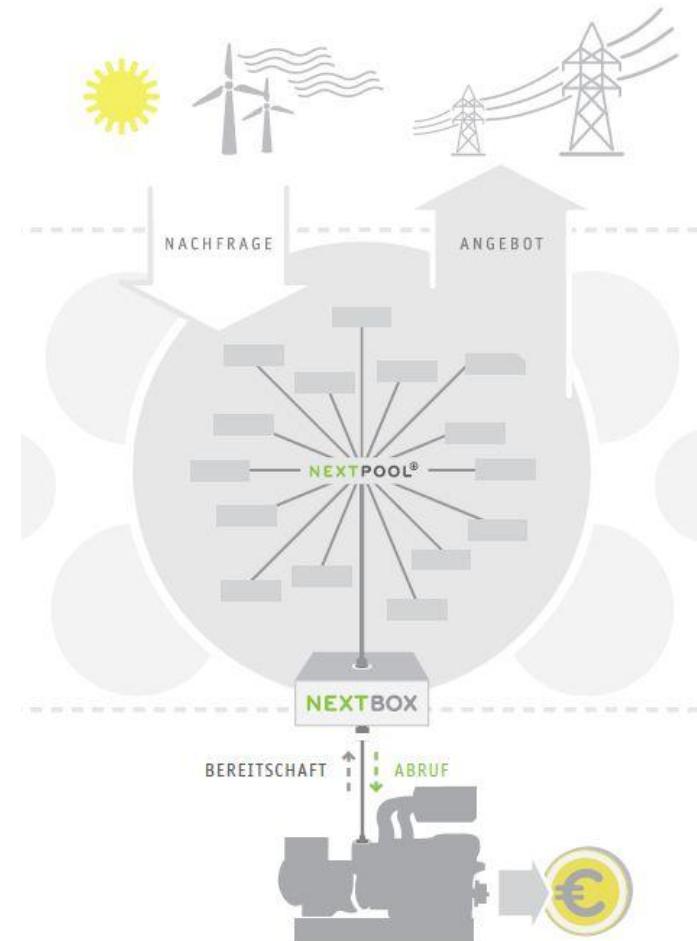 NACHFRAGE
ANGEBOT
NEXTPOOL®
NEXTBOX
BEREITSCHAFT
ABRUF
€